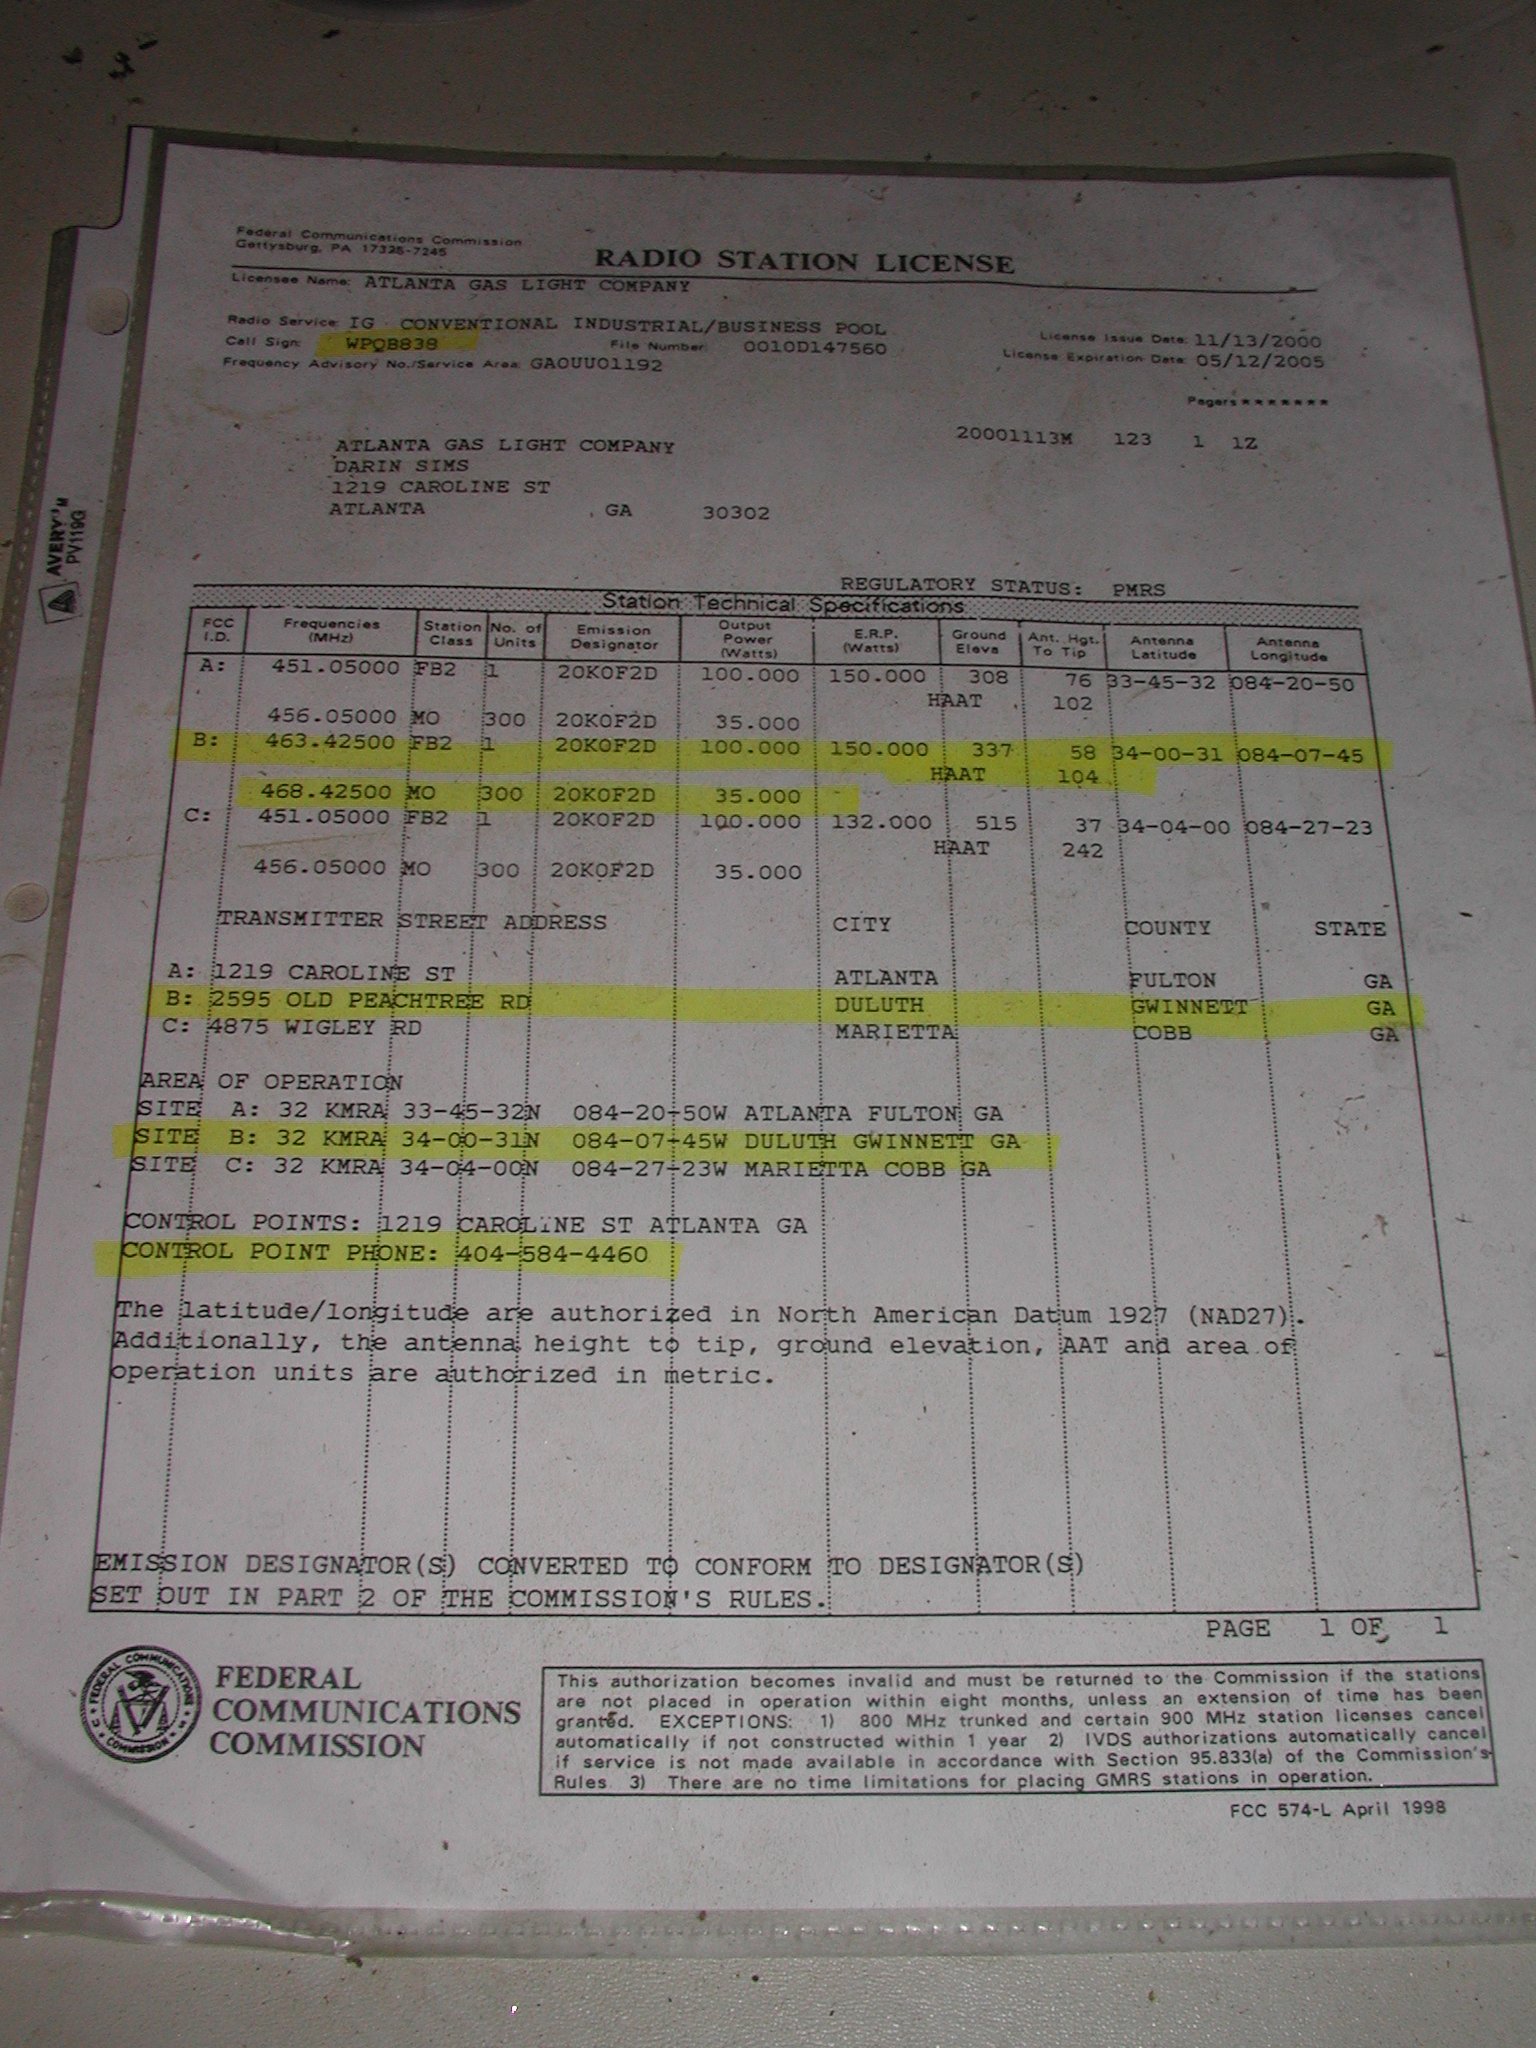 Federal Communications Commission
Gettysburg, PA 17325-7245
RADIO STATION LICENSE
Licensee Name: ATLANTA GAS LIGHT COMPANY
Radio Service: IG CONVENTIONAL INDUSTRIAL/BUSINESS POOL
Call Sign: WPQB838 File Number: 0010D147560
Frequency Advisory No./Service Area: GA0UU01192
License Issue Date: 11/13/2000
License Expiration Date: 05/12/2005
Pagers*******
20001113M 123 1 1Z
ATLANTA GAS LIGHT COMPANY
DARIN SIMS
1219 CAROLINE ST
ATLANTA , GA 30302
AVERY™
PV119G
REGULATORY STATUS: PMRS
Station Technical Specifications
FCC I.D. Frequencies (MHz) Station Class No. of Units Emission Designator Output Power (Watts) E.R.P. (Watts) Ground Eleva Ant. Hgt. To Tip Antenna Latitude Antenna Longitude
A: 451.05000 FB2 1 20K0F2D 100.000 150.000 308 76 33-45-32 084-20-50
HAAT 102
456.05000 MO 300 20K0F2D 35.000
B: 463.42500 FB2 1 20K0F2D 100.000 150.000 337 58 34-00-31 084-07-45
HAAT 104
468.42500 MO 300 20K0F2D 35.000
C: 451.05000 FB2 1 20K0F2D 100.000 132.000 515 37 34-04-00 084-27-23
HAAT 242
456.05000 MO 300 20K0F2D 35.000
TRANSMITTER STREET ADDRESS CITY COUNTY STATE
A: 1219 CAROLINE ST ATLANTA FULTON GA
B: 2595 OLD PEACHTREE RD DULUTH GWINNETT GA
C: 4875 WIGLEY RD MARIETTA COBB GA
AREA OF OPERATION
SITE A: 32 KMRA 33-45-32N 084-20-50W ATLANTA FULTON GA
SITE B: 32 KMRA 34-00-31N 084-07-45W DULUTH GWINNETT GA
SITE C: 32 KMRA 34-04-00N 084-27-23W MARIETTA COBB GA
CONTROL POINTS: 1219 CAROLINE ST ATLANTA GA
CONTROL POINT PHONE: 404-584-4460
The latitude/longitude are authorized in North American Datum 1927 (NAD27).
Additionally, the antenna height to tip, ground elevation, AAT and area of
operation units are authorized in metric.
EMISSION DESIGNATOR(S) CONVERTED TO CONFORM TO DESIGNATOR(S)
SET OUT IN PART 2 OF THE COMMISSION'S RULES.
PAGE 1 OF 1
FEDERAL COMMUNICATIONS COMMISSION
FEDERAL
COMMUNICATIONS
COMMISSION
This authorization becomes invalid and must be returned to the Commission if the stations
are not placed in operation within eight months, unless an extension of time has been
granted. EXCEPTIONS: 1) 800 MHz trunked and certain 900 MHz station licenses cancel
automatically if not constructed within 1 year 2) IVDS authorizations automatically cancel
if service is not made available in accordance with Section 95.833(a) of the Commission's
Rules 3) There are no time limitations for placing GMRS stations in operation.
FCC 574-L April 1998